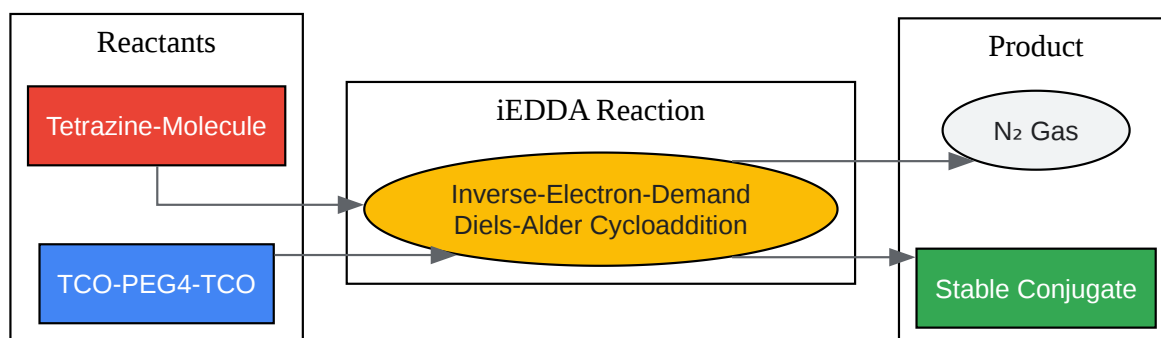 Reactants
Tetrazine-Molecule
TCO-PEG4-TCO
iEDDA Reaction
Inverse-Electron-Demand
Diels-Alder Cycloaddition
Product
N₂ Gas
Stable Conjugate